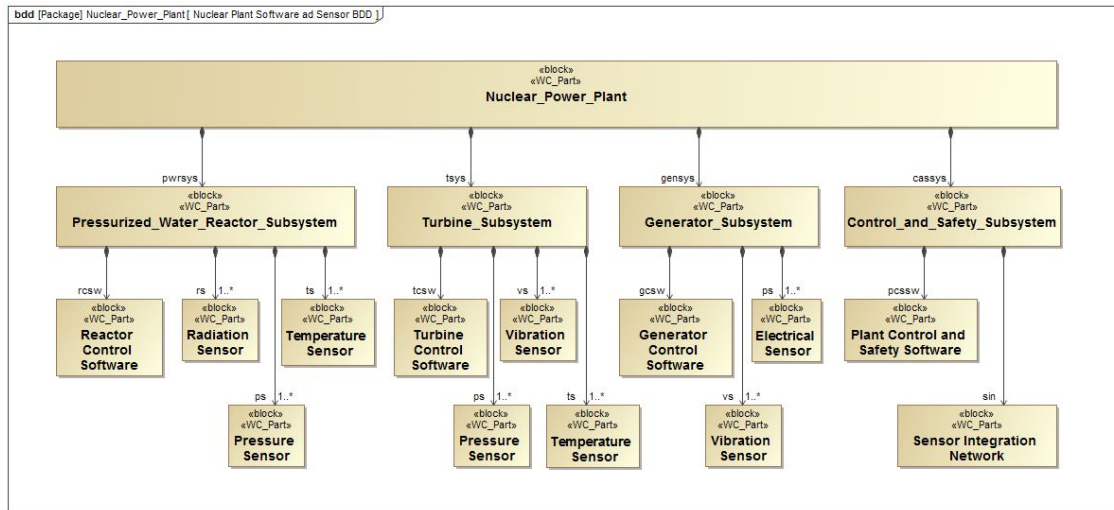 bdd [Package] Nuclear_Power_Plant [ Nuclear Plant Software ad Sensor BDD ]
«block»
«WC_Part»
Nuclear_Power_Plant
pwrsys
tsys
gensys
cassys
«block»
«WC_Part»
Pressurized_Water_Reactor_Subsystem
«block»
«WC_Part»
Turbine_Subsystem
«block»
«WC_Part»
Generator_Subsystem
«block»
«WC_Part»
Control_and_Safety_Subsystem
rcsw
rs 1..*
ts 1..*
tcsw
vs 1..*
gcsw
ps 1..*
pcssw
«block»
«WC_Part»
Reactor
Control
Software
«block»
«WC_Part»
Radiation
Sensor
«block»
«WC_Part»
Temperature
Sensor
«block»
«WC_Part»
Turbine
Control
Software
«block»
«WC_Part»
Vibration
Sensor
«block»
«WC_Part»
Generator
Control
Software
«block»
«WC_Part»
Electrical
Sensor
«block»
«WC_Part»
Plant Control and
Safety Software
ps 1..*
ps 1..*
ts 1..*
vs 1..*
sin
«block»
«WC_Part»
Pressure
Sensor
«block»
«WC_Part»
Pressure
Sensor
«block»
«WC_Part»
Temperature
Sensor
«block»
«WC_Part»
Vibration
Sensor
«block»
«WC_Part»
Sensor Integration
Network